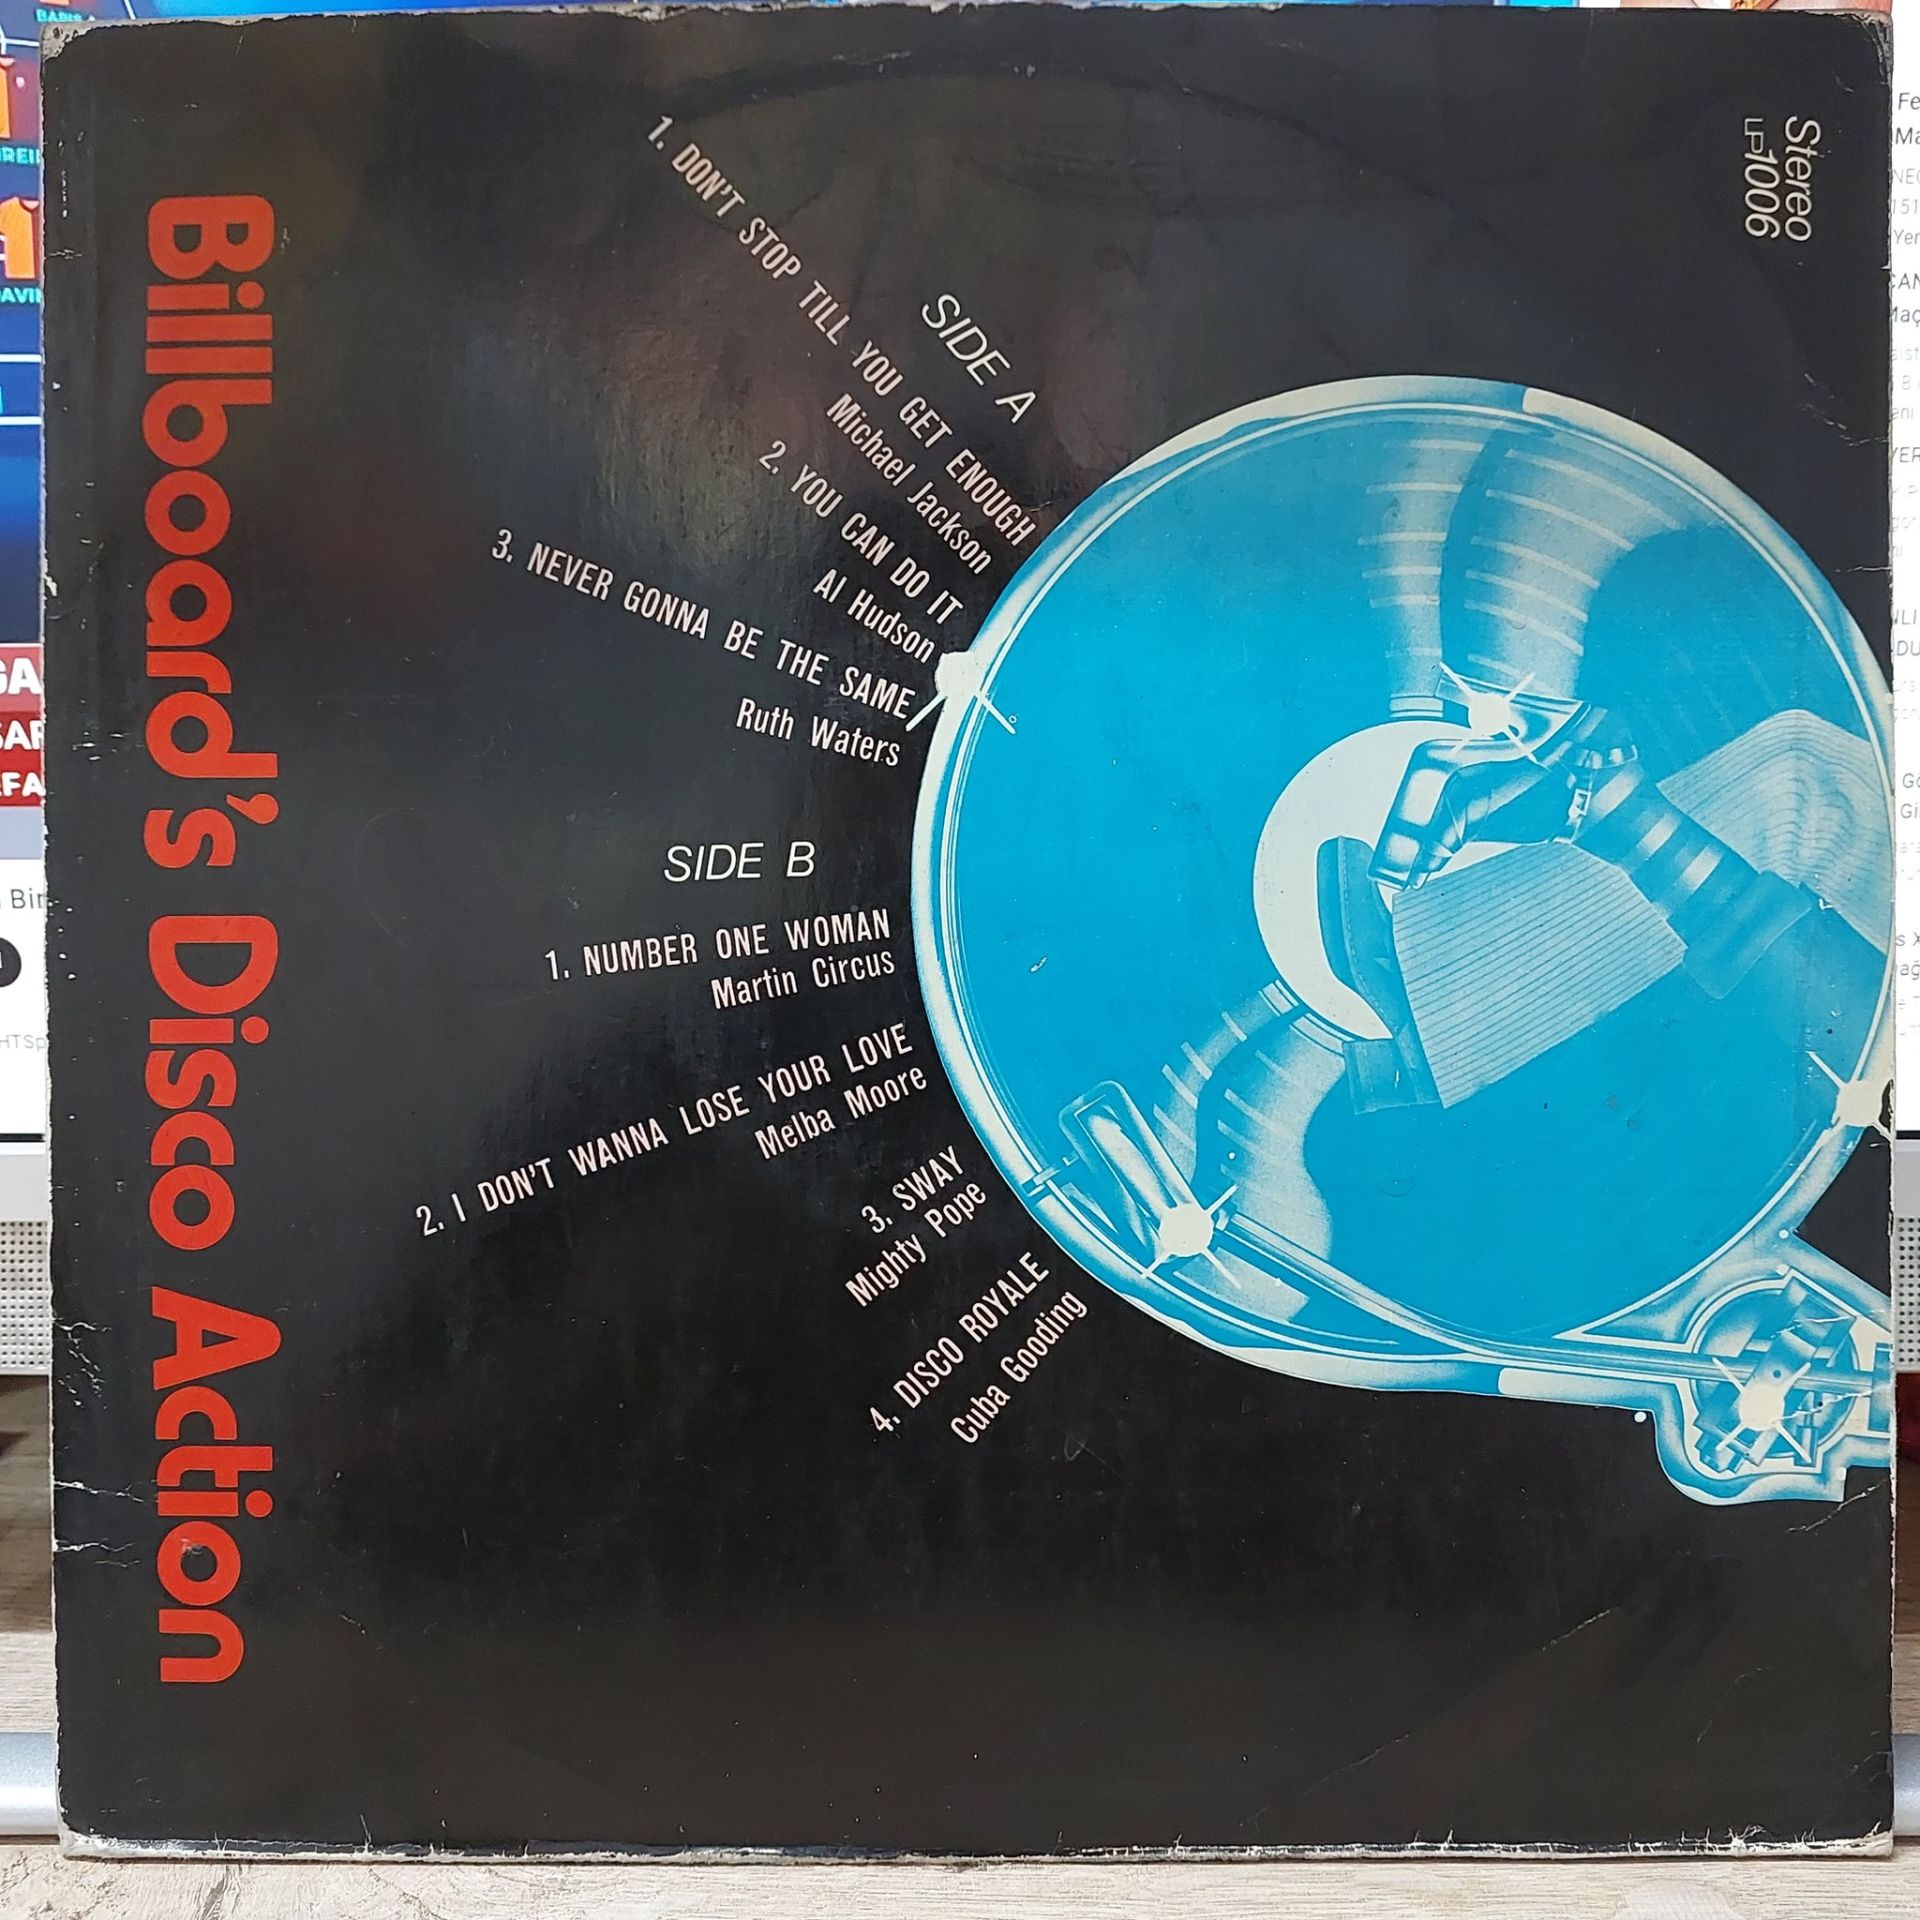 Billboard's Disco Action
Stereo
LP1006
SIDE A
1. DON'T STOP TILL YOU GET ENOUGH
Michael Jackson
2. YOU CAN DO IT
Al Hudson
3. NEVER GONNA BE THE SAME
Ruth Waters
SIDE B
1. NUMBER ONE WOMAN
Martin Circus
2. I DON'T WANNA LOSE YOUR LOVE
Melba Moore
3. SWAY
Mighty Pope
4. DISCO ROYALE
Cuba Gooding